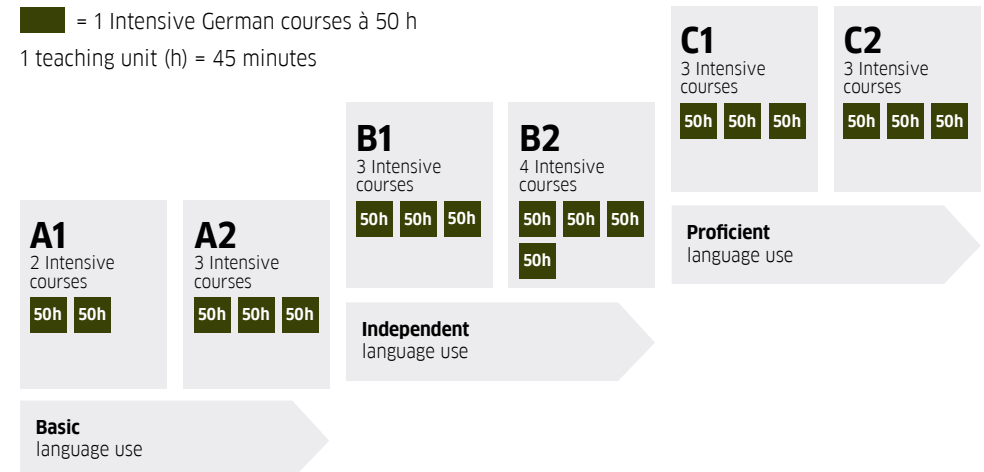 = 1 Intensive German courses à 50 h
1 teaching unit (h) = 45 minutes
A1
2 Intensive
courses
50h 50h
A2
3 Intensive
courses
50h 50h 50h
Basic
language use
B1
3 Intensive
courses
50h 50h 50h
B2
4 Intensive
courses
50h 50h 50h
50h
Independent
language use
C1
3 Intensive
courses
50h 50h 50h
C2
3 Intensive
courses
50h 50h 50h
Proficient
language use